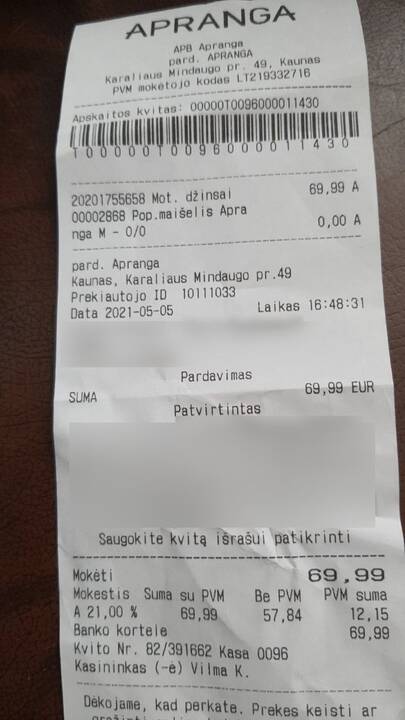 APRANGA
APB Apranga
pard. APRANGA
Karaliaus Mindaugo pr. 49, Kaunas
PVM mokėtojo kodas LT219332716
Apskaitos kvitas: 00000T0096000011430
T00000T0096000011430
20201755658 Mot. džinsai 69,99 A
00002868 Pop.maišelis Apra
nga M - 0/0 0,00 A
pard. Apranga
Kaunas, Karaliaus Mindaugo pr.49
Prekiautojo ID 10111033
Data 2021-05-05 Laikas 16:48:31
Pardavimas
SUMA 69,99 EUR
Patvirtintas
Saugokite kvitą išrašui patikrinti
Mokėti 69,99
Mokestis Suma su PVM Be PVM PVM suma
A 21,00 % 69,99 57,84 12,15
Banko kortele 69,99
Kvito Nr. 82/391662 Kasa 0096
Kasininkas (-ė) Vilma K.
Dėkojame, kad perkate. Prekes keisti ar